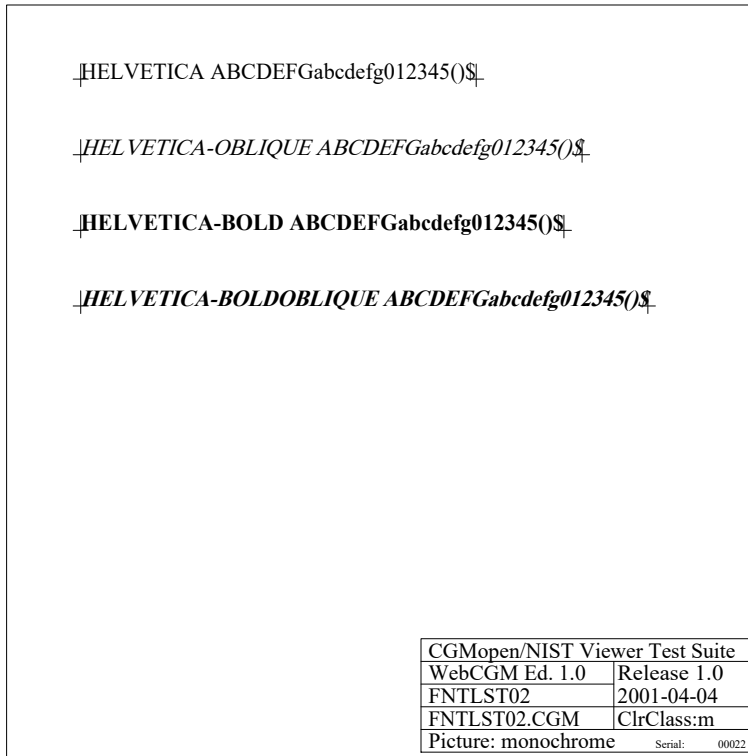 HELVETICA ABCDEFGabcdefg012345()$
HELVETICA-OBLIQUE ABCDEFGabcdefg012345()$
HELVETICA-BOLD ABCDEFGabcdefg012345()$
HELVETICA-BOLDOBLIQUE ABCDEFGabcdefg012345()$
CGMopen/NIST Viewer Test Suite
WebCGM Ed. 1.0 Release 1.0
FNTLST02 2001-04-04
FNTLST02.CGM ClrClass:m
Picture: monochrome Serial: 00022